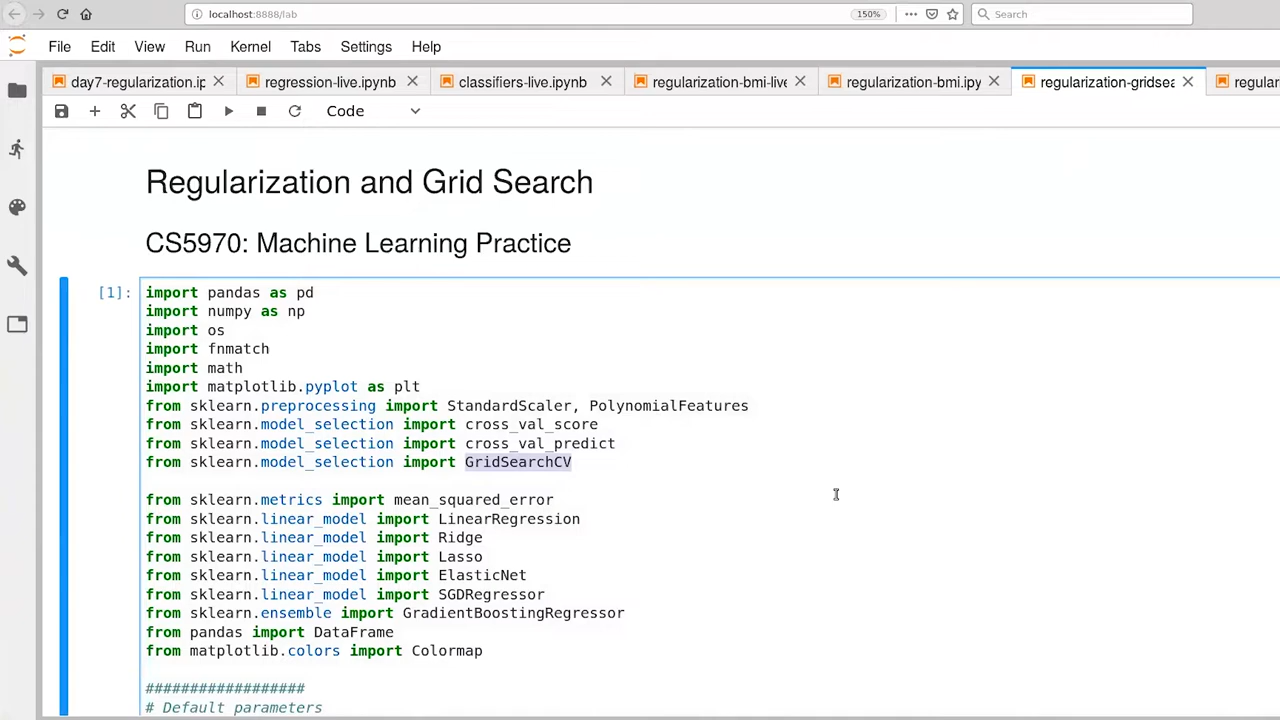 localhost:8888/lab
150%
Search
File Edit View Run Kernel Tabs Settings Help
day7-regularization.ip
regression-live.ipynb
classifiers-live.ipynb
regularization-bmi-live
regularization-bmi.ipy
regularization-gridsea
regular
Code
Regularization and Grid Search
CS5970: Machine Learning Practice
[1]:
import pandas as pd
import numpy as np
import os
import fnmatch
import math
import matplotlib.pyplot as plt
from sklearn.preprocessing import StandardScaler, PolynomialFeatures
from sklearn.model_selection import cross_val_score
from sklearn.model_selection import cross_val_predict
from sklearn.model_selection import GridSearchCV
from sklearn.metrics import mean_squared_error
from sklearn.linear_model import LinearRegression
from sklearn.linear_model import Ridge
from sklearn.linear_model import Lasso
from sklearn.linear_model import ElasticNet
from sklearn.linear_model import SGDRegressor
from sklearn.ensemble import GradientBoostingRegressor
from pandas import DataFrame
from matplotlib.colors import Colormap
##################
# Default parameters